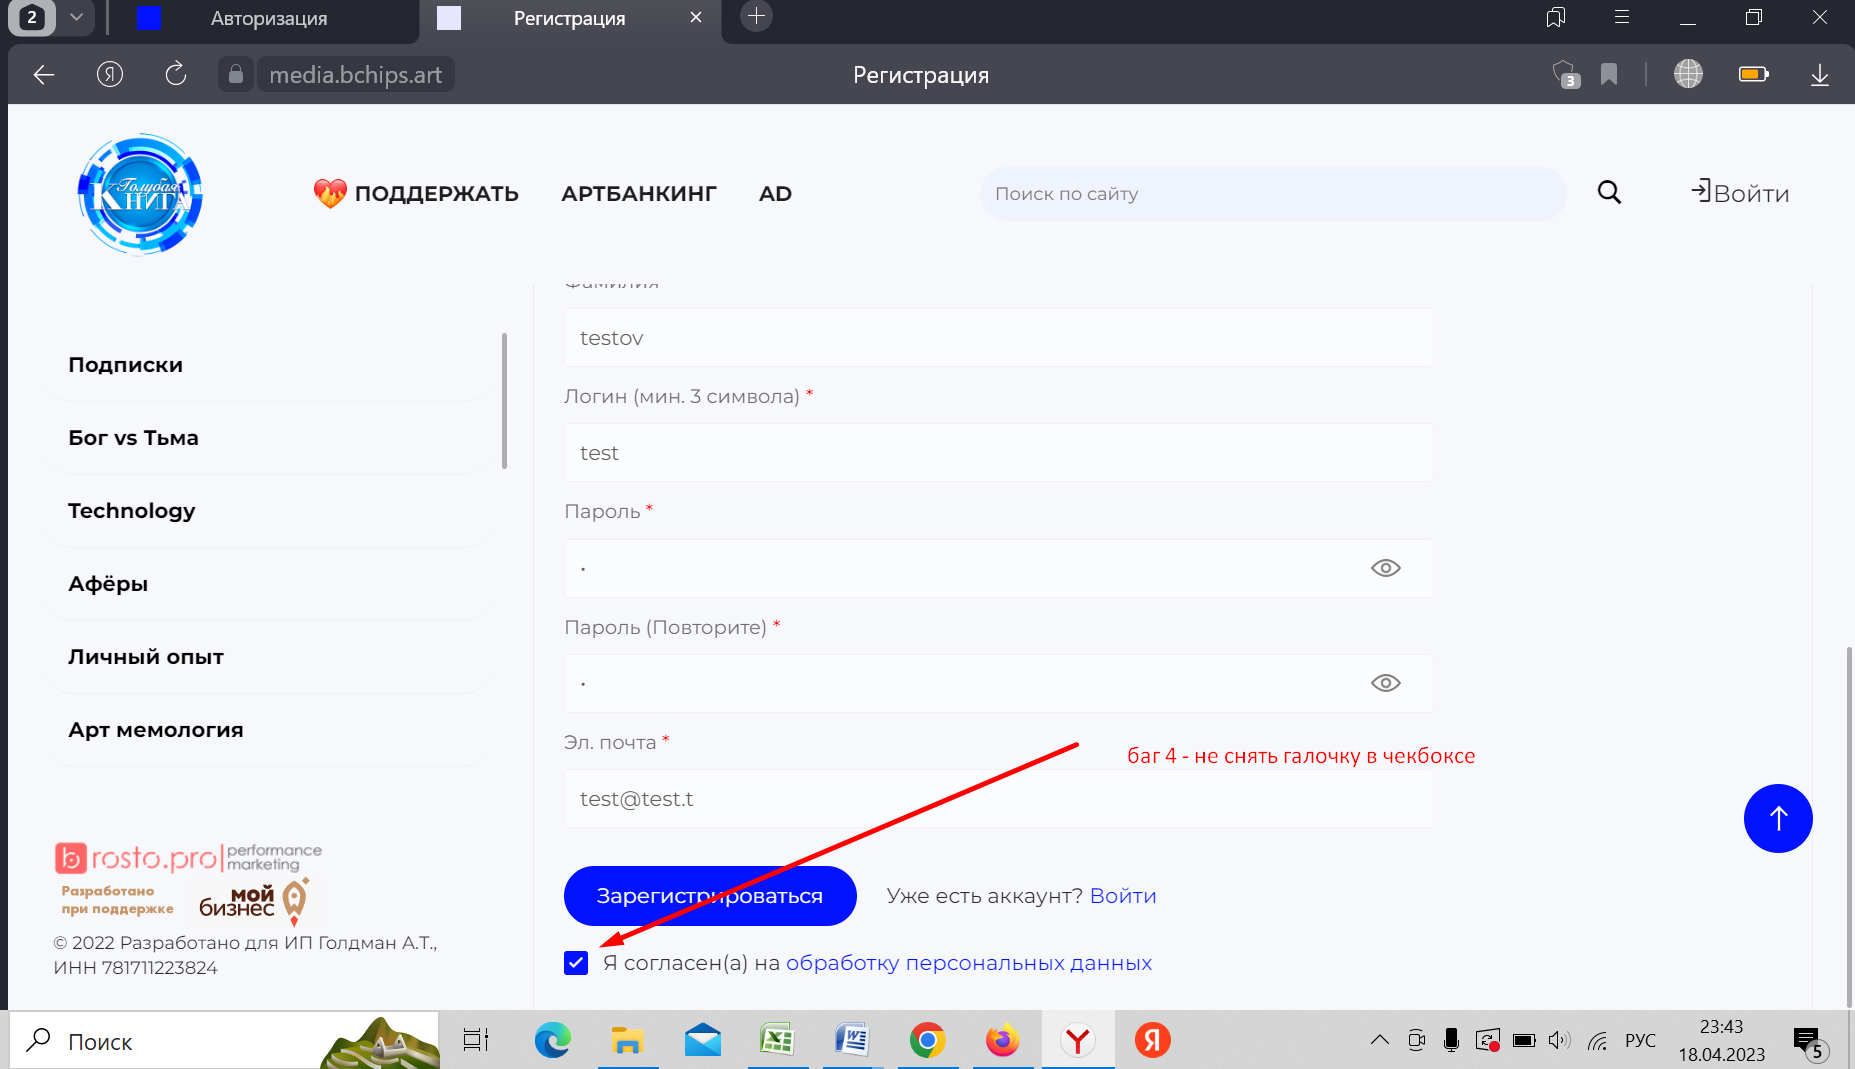 2
Авторизация
Регистрация
Я
media.bchips.art
Регистрация
3
Голубая
Книга
ПОДДЕРЖАТЬ
АРТБАНКИНГ
AD
Поиск по сайту
Войти
Фамилия
testov
Подписки
Логин (мин. 3 символа) *
Бог vs Тьма
test
Technology
Пароль *
Афёры
Пароль (Повторите) *
Личный опыт
Арт мемология
Эл. почта *
баг 4 - не снять галочку в чекбоксе
test@test.t
b rosto.pro| performance
marketing
Разработано
при поддержке
мой
бизнес
Зарегистрироваться
Уже есть аккаунт? Войти
© 2022 Разработано для ИП Голдман А.Т.,
ИНН 781711223824
Я согласен(а) на обработку персональных данных
Поиск
Я
РУС
23:43
18.04.2023
5